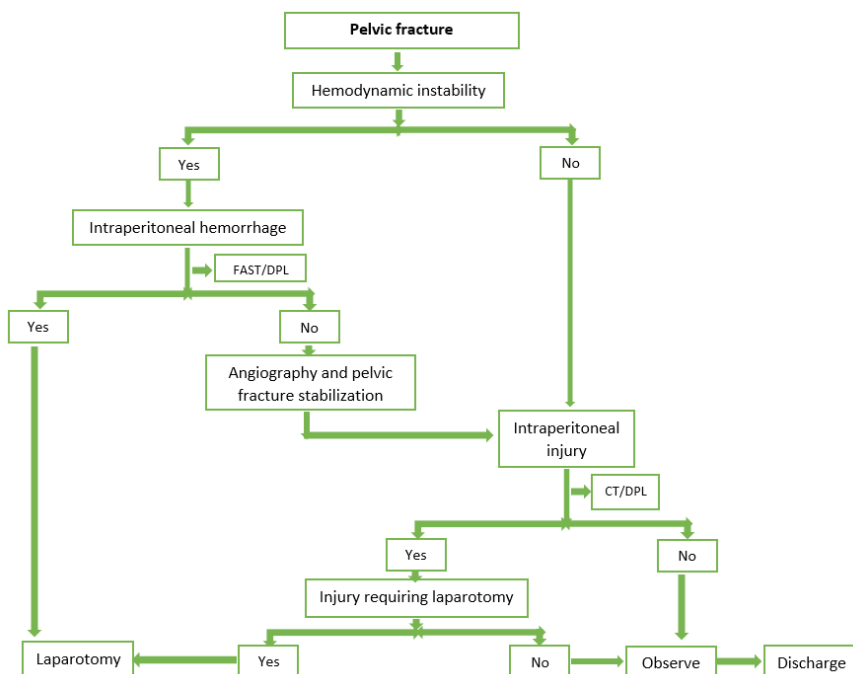 Pelvic fracture
Hemodynamic instability
Yes
No
Intraperitoneal hemorrhage
FAST/DPL
Yes
No
Angiography and pelvic
fracture stabilization
Intraperitoneal
injury
CT/DPL
Yes
No
Injury requiring laparotomy
Laparotomy
Yes
No
Observe
Discharge